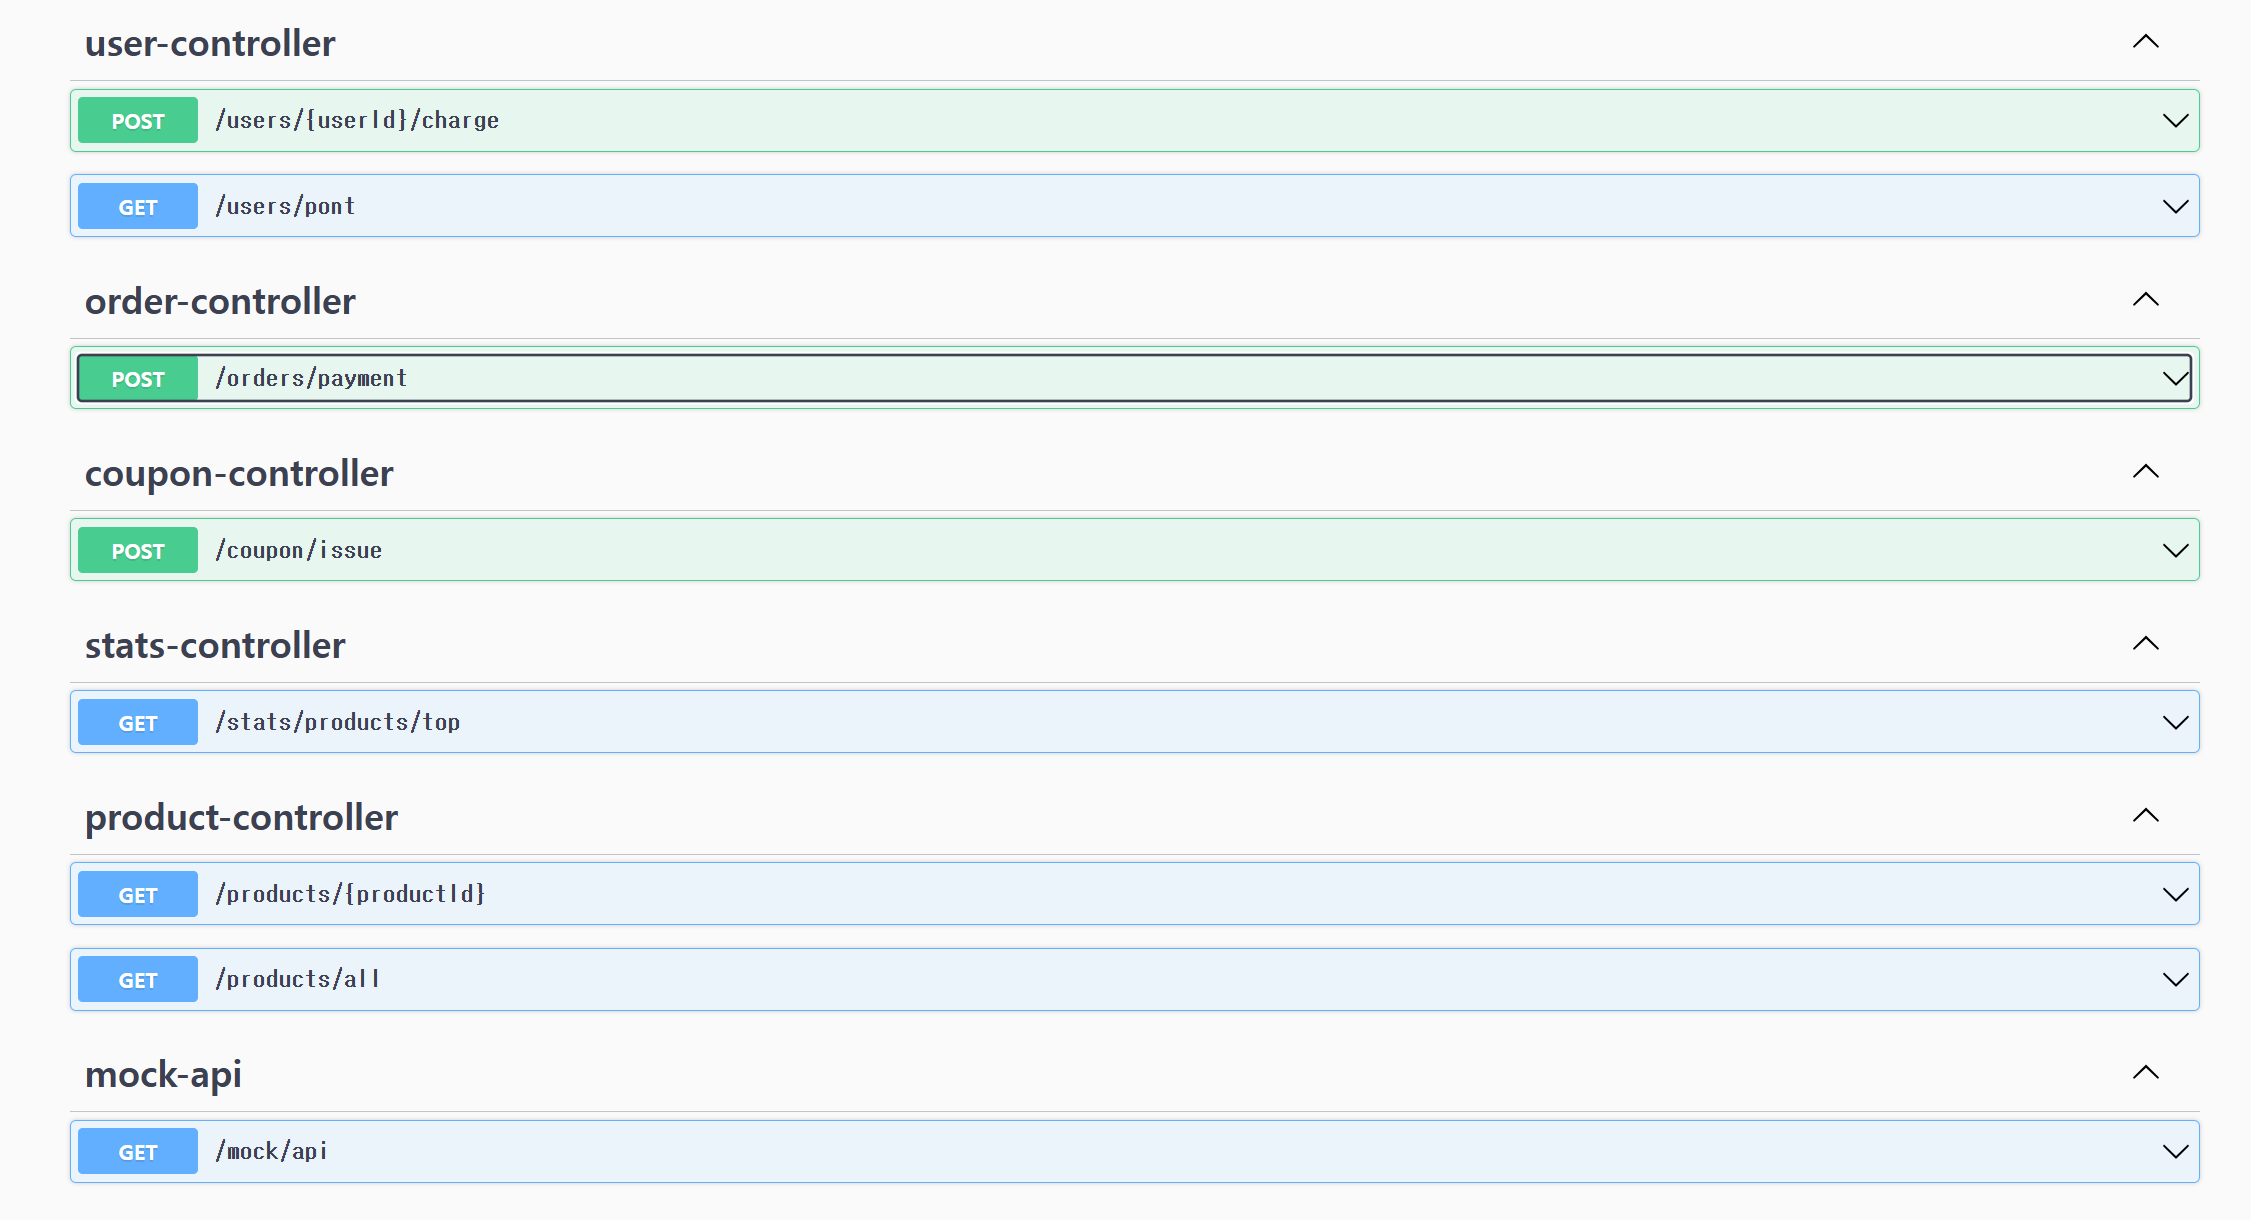 user-controller
POST /users/{userId}/charge
GET /users/pont
order-controller
POST /orders/payment
coupon-controller
POST /coupon/issue
stats-controller
GET /stats/products/top
product-controller
GET /products/{productId}
GET /products/all
mock-api
GET /mock/api